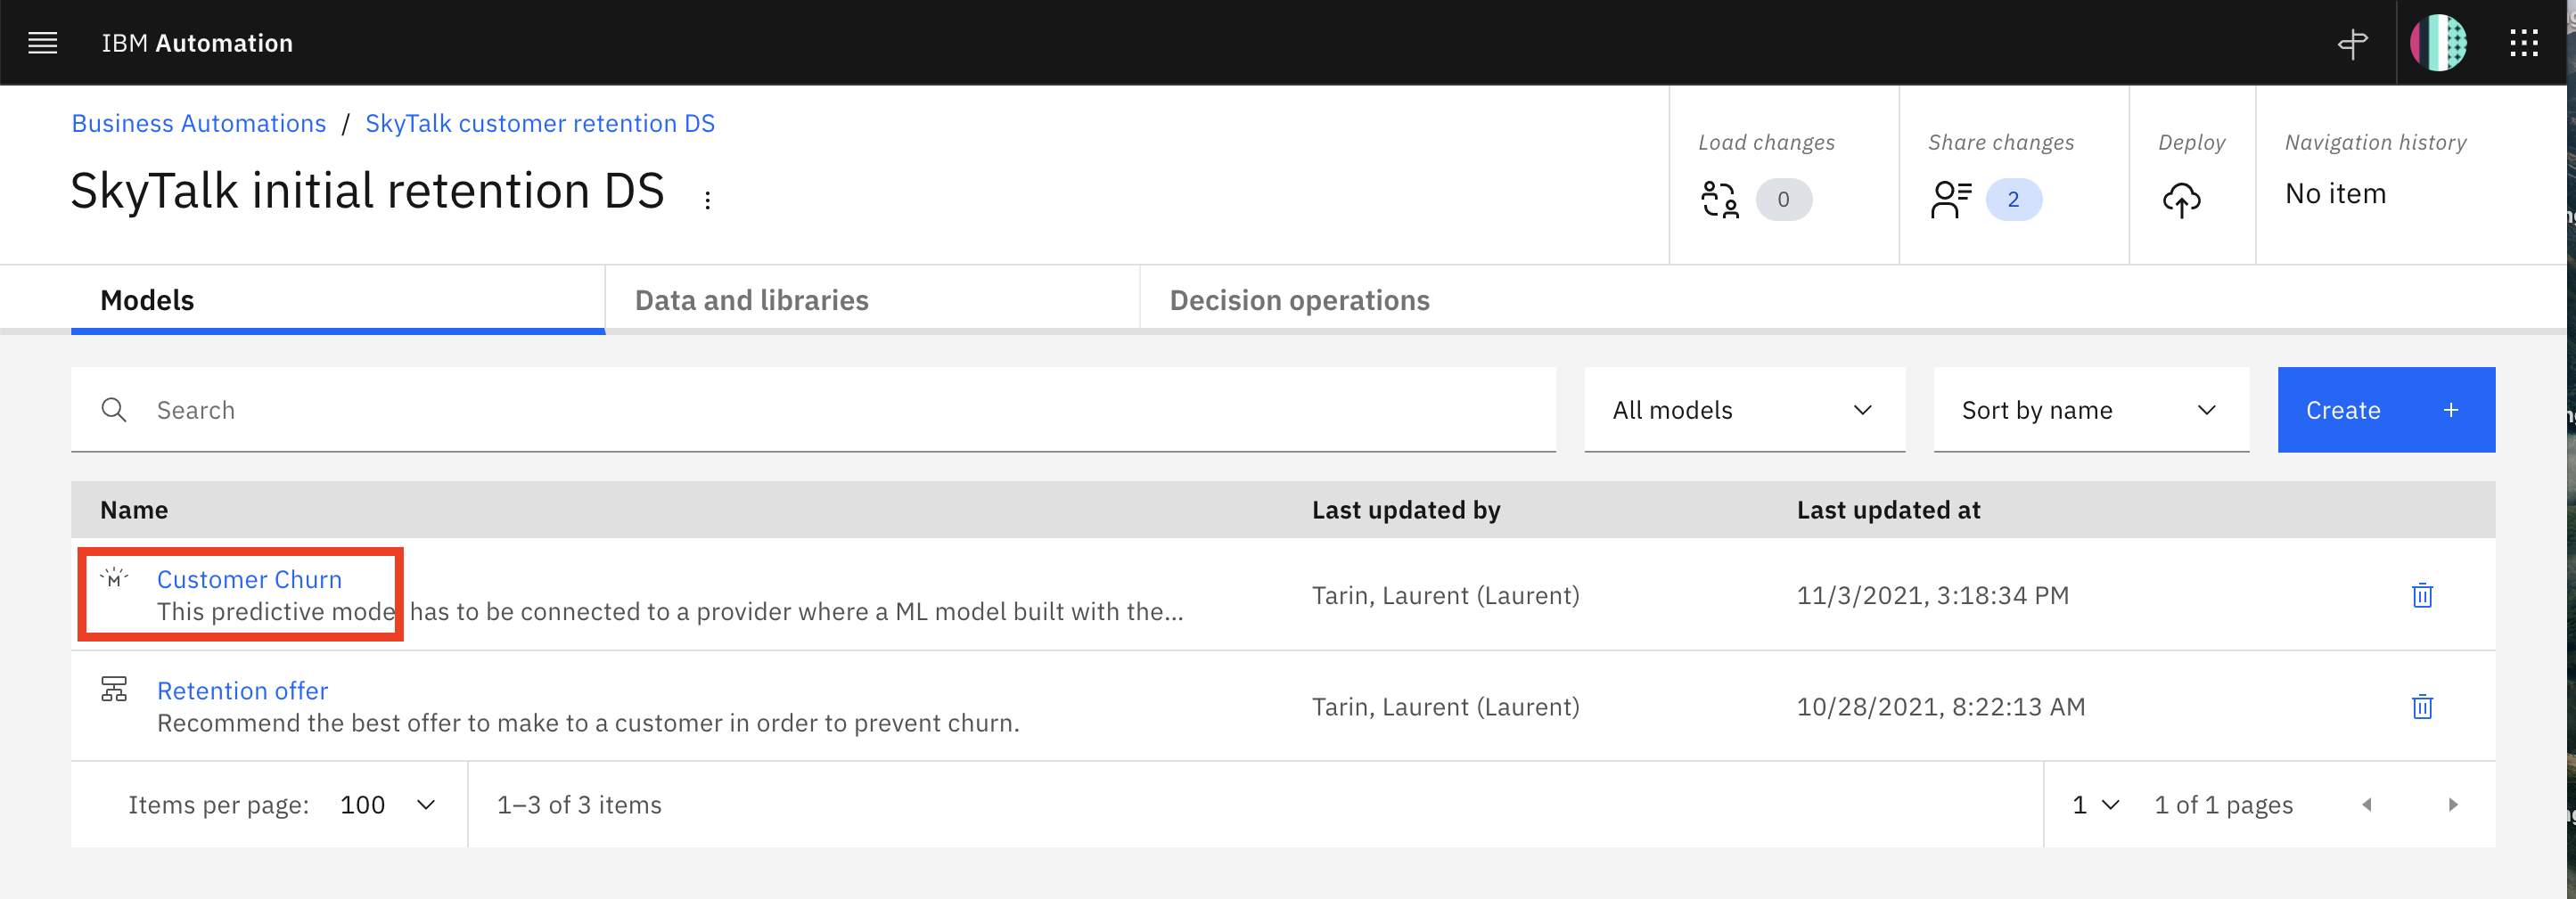 IBM Automation
Business Automations / SkyTalk customer retention DS
SkyTalk initial retention DS
Load changes
0
Share changes
2
Deploy
Navigation history
No item
Models
Data and libraries
Decision operations
Search
All models
Sort by name
Create +
Name
Last updated by
Last updated at
Customer Churn
This predictive mode has to be connected to a provider where a ML model built with the...
Tarin, Laurent (Laurent)
11/3/2021, 3:18:34 PM
Retention offer
Recommend the best offer to make to a customer in order to prevent churn.
Tarin, Laurent (Laurent)
10/28/2021, 8:22:13 AM
Items per page: 100
1–3 of 3 items
1
1 of 1 pages